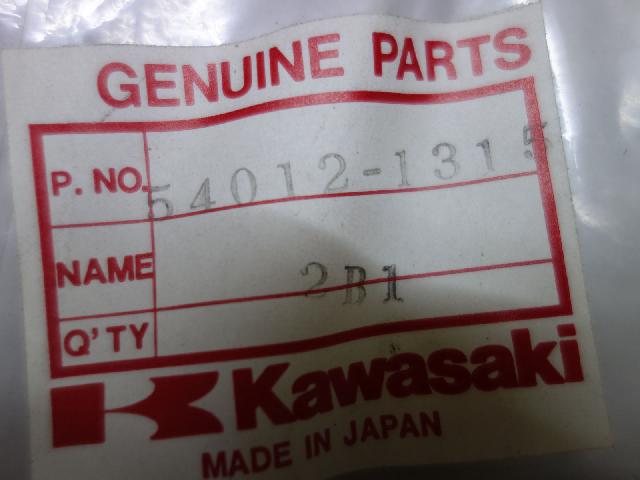 GENUINE PARTS
P. NO. 54012-1315
NAME
2B1
Q'TY
Kawasaki
MADE IN JAPAN